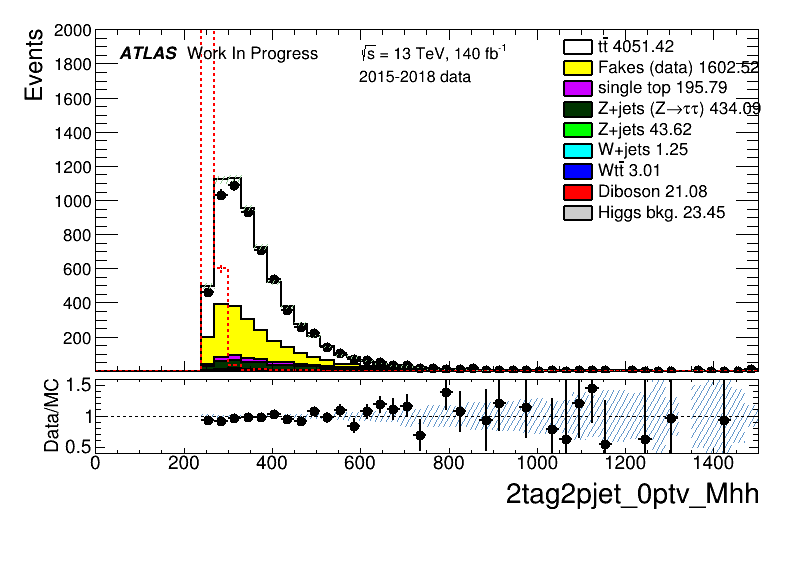 Events
2000
1800
1600
1400
1200
1000
800
600
400
200
ATLAS Work In Progress
√s = 13 TeV, 140 fb⁻¹
2015-2018 data
tt̄ 4051.42
Fakes (data) 1602.52
single top 195.79
Z+jets (Z→ττ) 434.09
Z+jets 43.62
W+jets 1.25
Wtt̄ 3.01
Diboson 21.08
Higgs bkg. 23.45
Data/MC
1.5
1
0.5
0 200 400 600 800 1000 1200 1400
2tag2pjet_0ptv_Mhh